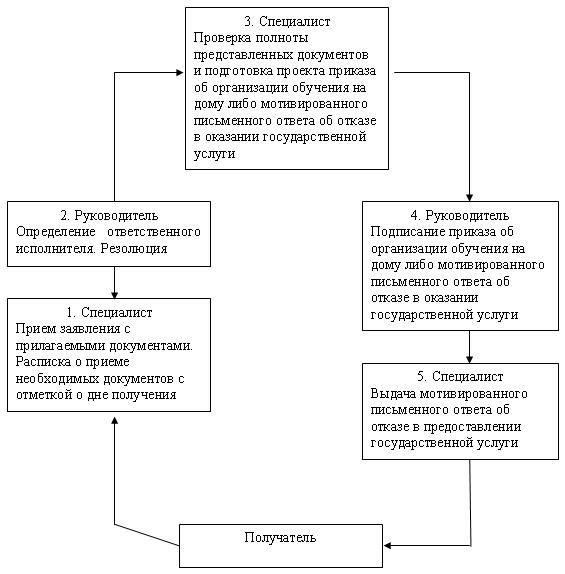 3. Специалист
Проверка полноты
представленных документов
и подготовка проекта приказа
об организации обучения на
дому либо мотивированного
письменного ответа об отказе
в оказании государственной
услуги
2. Руководитель
Определение ответственного
исполнителя. Резолюция
4. Руководитель
Подписание приказа об
организации обучения на
дому либо мотивированного
письменного ответа об
отказе в оказании
государственной услуги
1. Специалист
Прием заявления с
прилагаемыми документами.
Расписка о приеме
необходимых документов с
отметкой о дне получения
5. Специалист
Выдача мотивированного
письменного ответа об
отказе в предоставлении
государственной услуги
Получатель